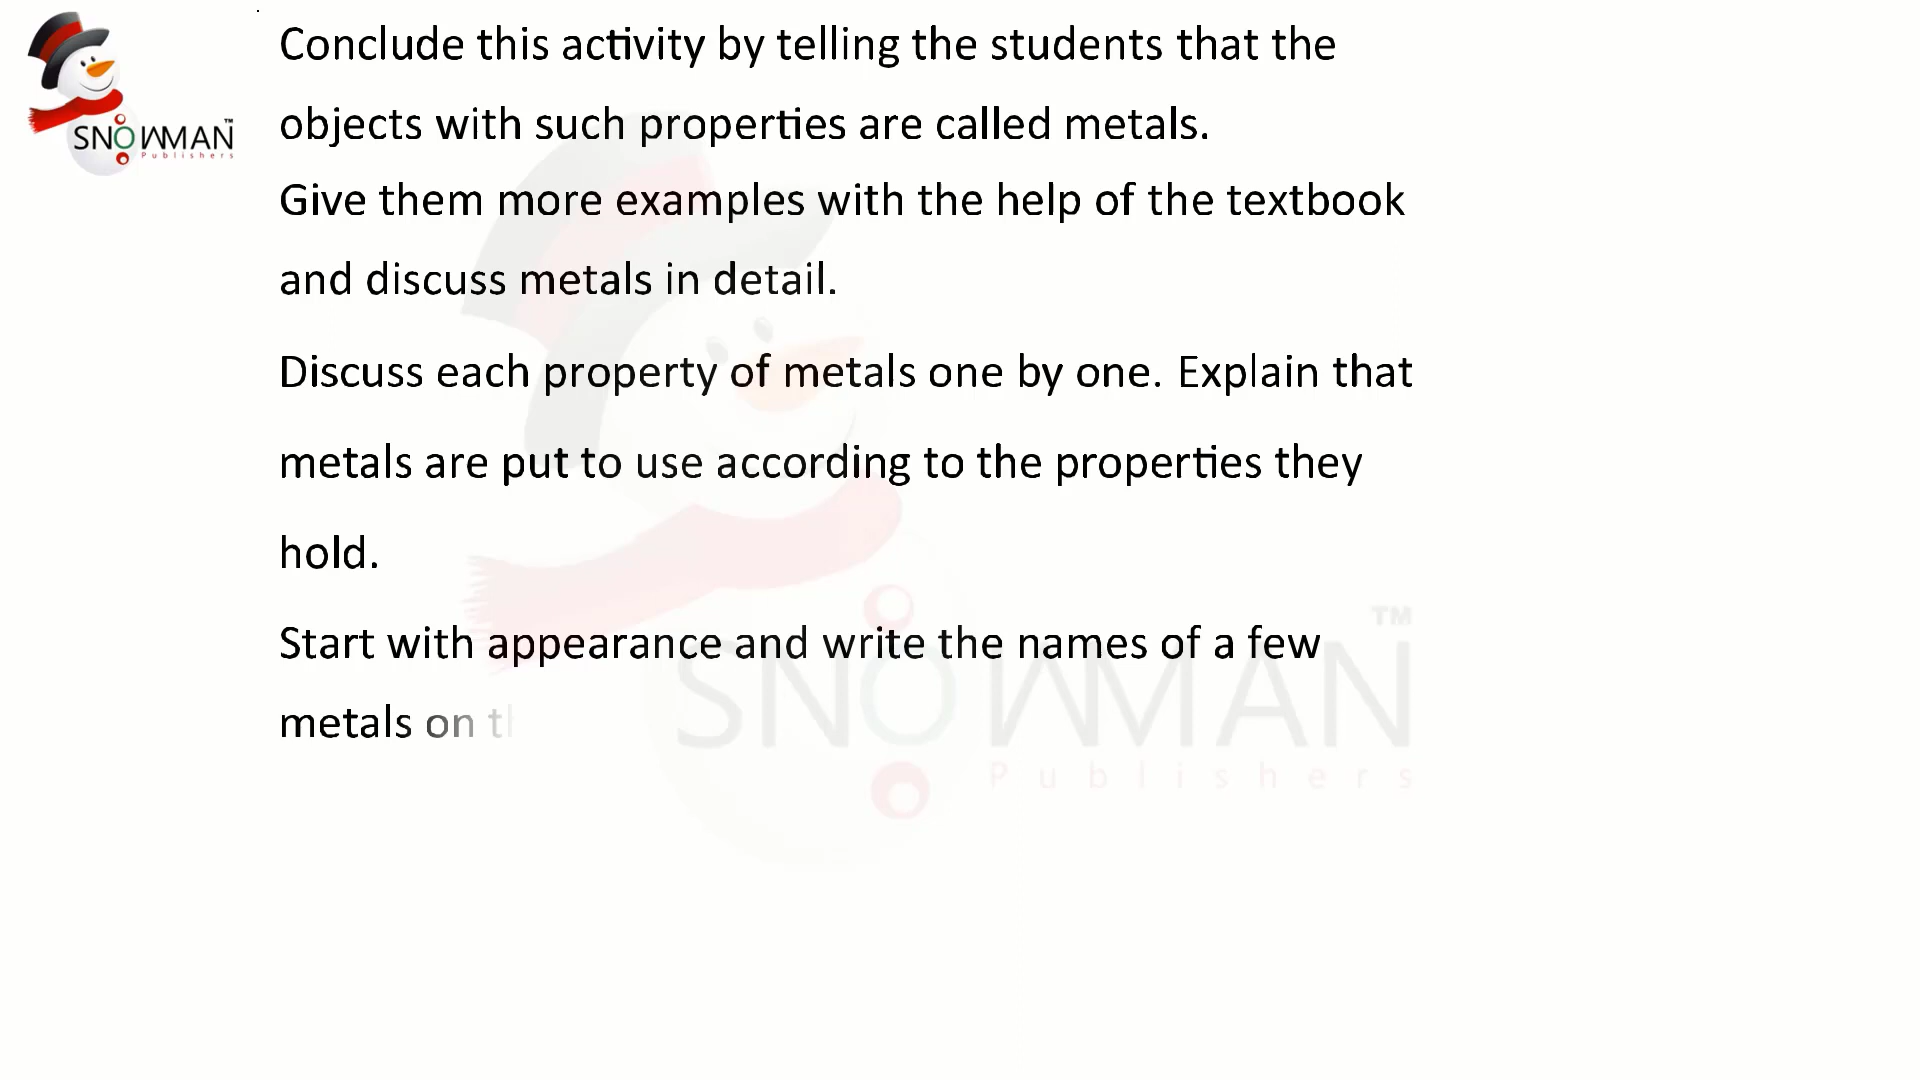 SNOWMAN™
Publishers
Conclude this activity by telling the students that the
objects with such properties are called metals.
Give them more examples with the help of the textbook
and discuss metals in detail.
Discuss each property of metals one by one. Explain that
metals are put to use according to the properties they
hold.
Start with appearance and write the names of a few
metals on
SNOWMAN™
Publishers